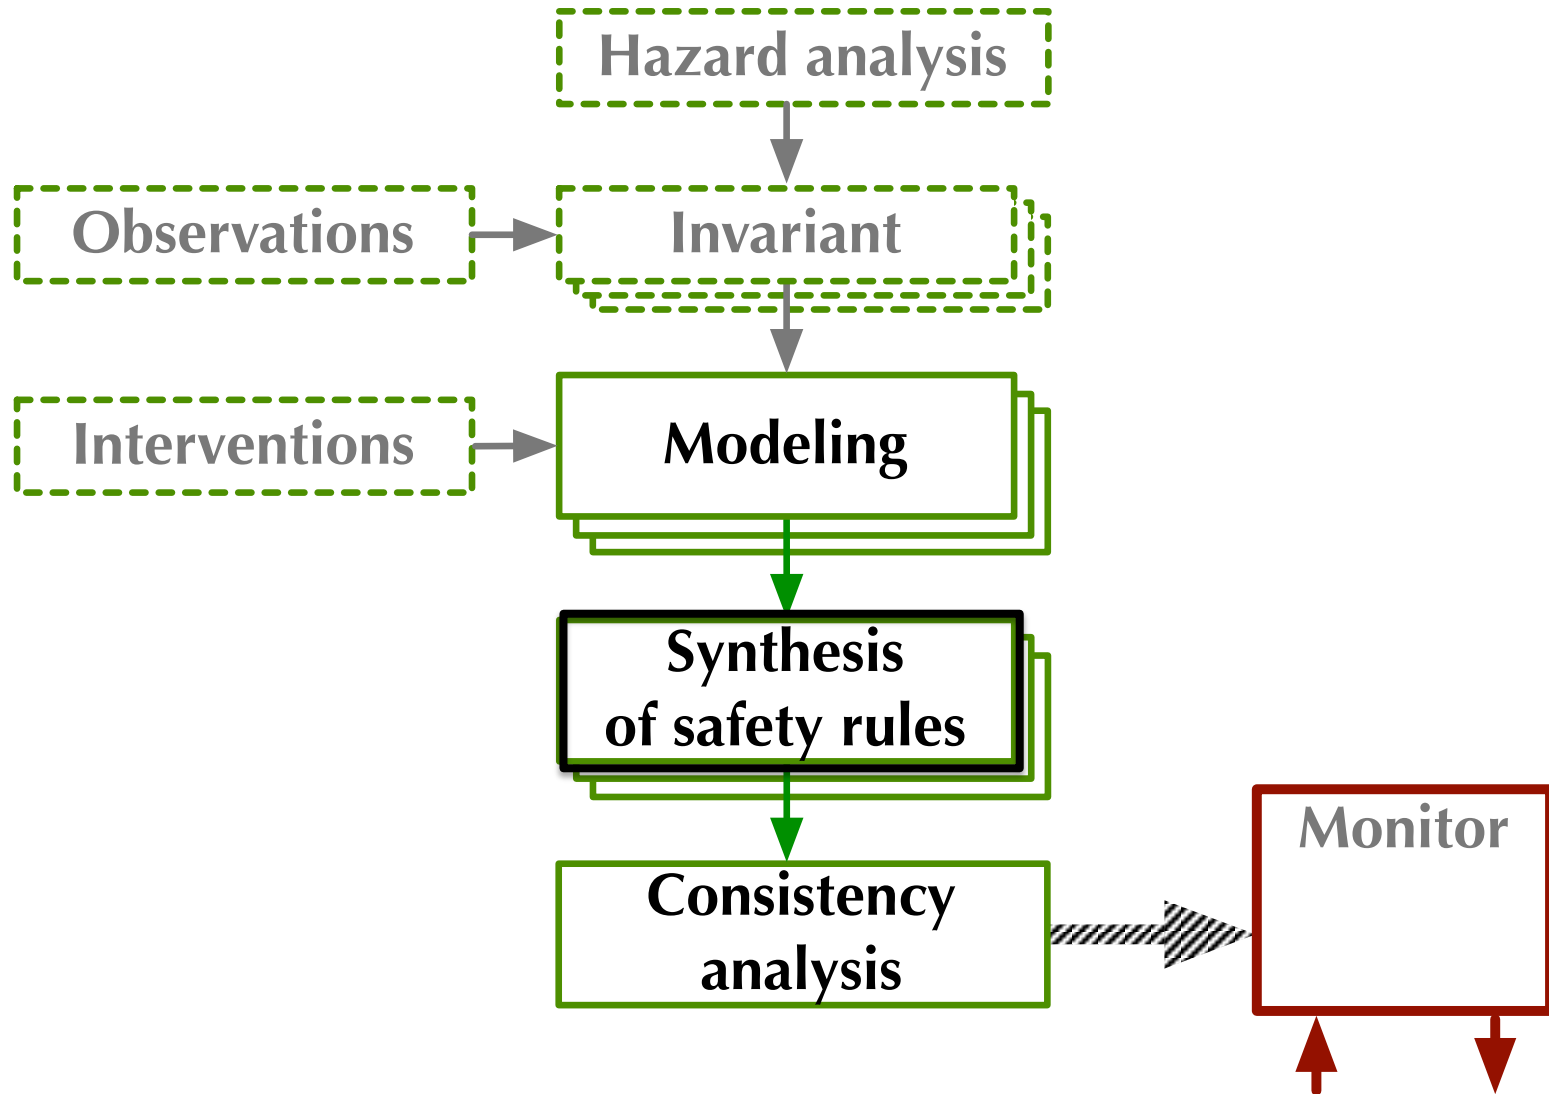 Hazard analysis
Observations
Invariant
Interventions
Modeling
Synthesis
of safety rules
Monitor
Consistency
analysis